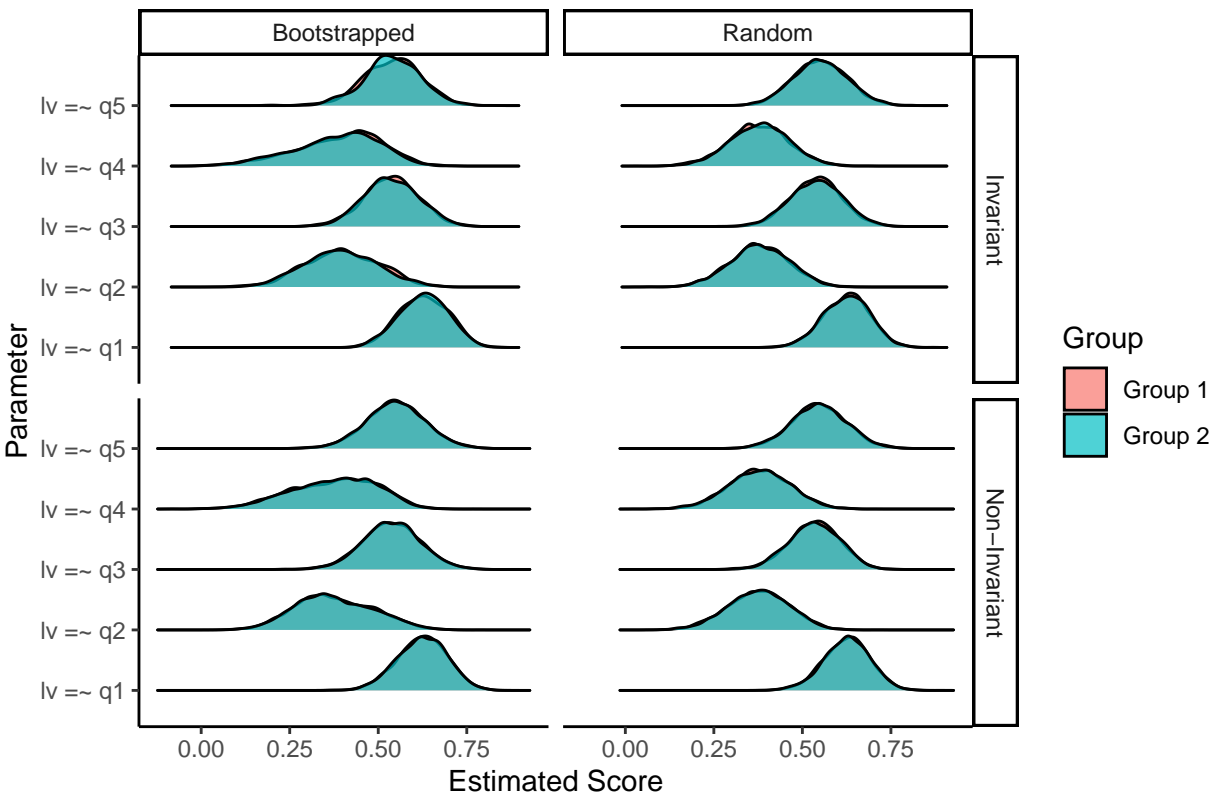 Bootstrapped
Random
lv =~ q5
lv =~ q4
lv =~ q3
lv =~ q2
lv =~ q1
Invariant
lv =~ q5
lv =~ q4
lv =~ q3
lv =~ q2
lv =~ q1
Non−Invariant
Parameter
0.00 0.25 0.50 0.75
0.00 0.25 0.50 0.75
Estimated Score
Group
Group 1
Group 2